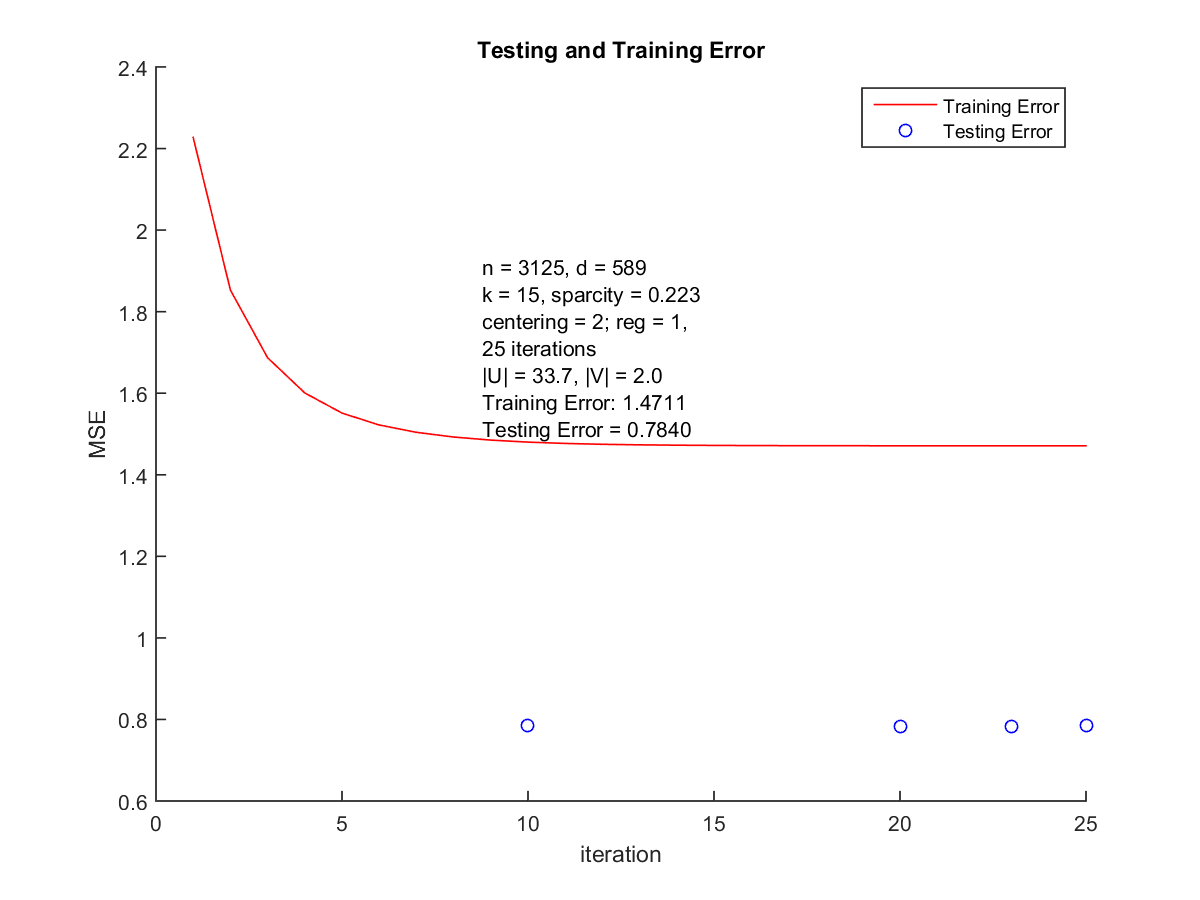 Testing and Training Error
2.4
2.2
2
1.8
1.6
1.4
1.2
1
0.8
0.6
MSE
Training Error
Testing Error
n = 3125, d = 589
k = 15, sparcity = 0.223
centering = 2; reg = 1,
25 iterations
|U| = 33.7, |V| = 2.0
Training Error: 1.4711
Testing Error = 0.7840
0
5
10
15
20
25
iteration